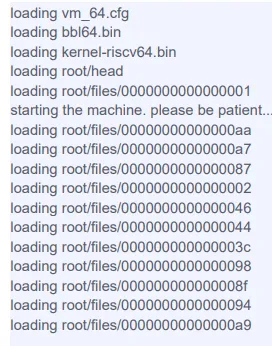 loading vm_64.cfg
loading bbl64.bin
loading kernel-riscv64.bin
loading root/head
loading root/files/0000000000000001
starting the machine. please be patient...
loading root/files/00000000000000aa
loading root/files/00000000000000a7
loading root/files/0000000000000087
loading root/files/0000000000000002
loading root/files/0000000000000046
loading root/files/0000000000000044
loading root/files/000000000000003c
loading root/files/0000000000000098
loading root/files/000000000000008f
loading root/files/0000000000000094
loading root/files/00000000000000a9